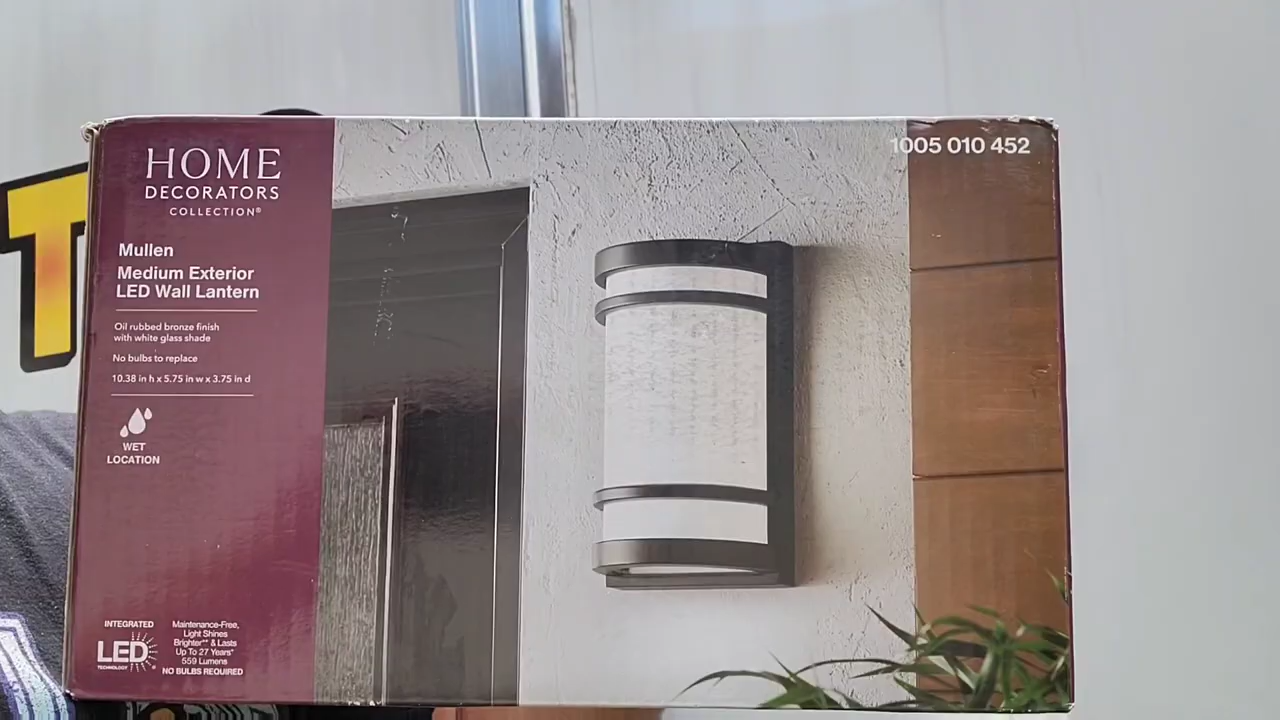 HOME
DECORATORS
COLLECTION®
1005 010 452
T
Mullen
Medium Exterior
LED Wall Lantern
Oil rubbed bronze finish
with white glass shade
No bulbs to replace
10.38 in h x 5.75 in w x 3.75 in d
WET
LOCATION
INTEGRATED
LED
TECHNOLOGY
Maintenance-Free,
Light Shines
Brighter** & Lasts
Up To 27 Years*
559 Lumens
NO BULBS REQUIRED